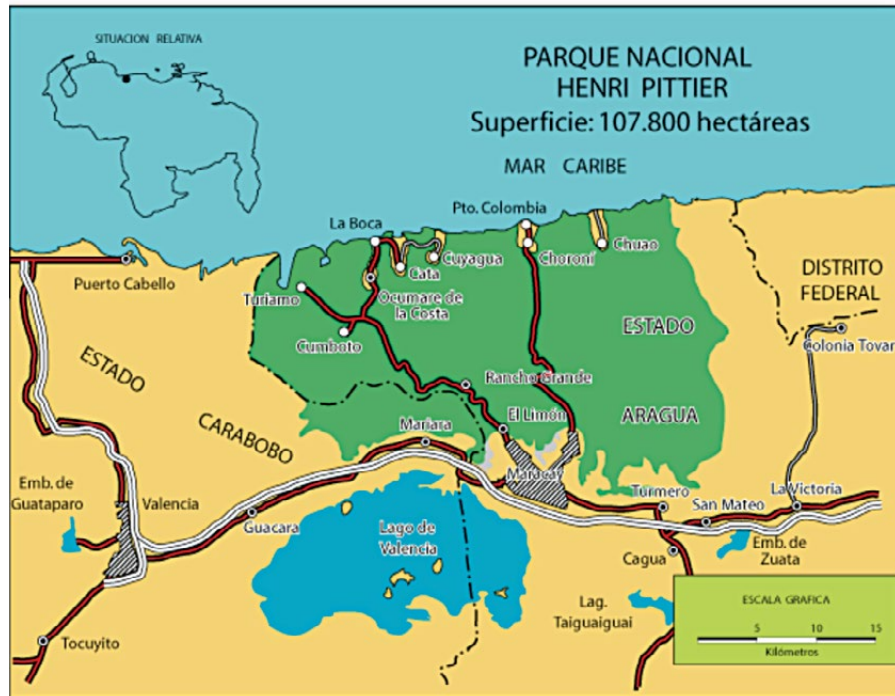 SITUACION RELATIVA
PARQUE NACIONAL
HENRI PITTIER
Superficie: 107.800 hectáreas
MAR CARIBE
La Boca
Pto. Colombia
Puerto Cabello
Turiamo
Cata
Cuyagua
Choroní
Chuao
Ocumare de
la Costa
DISTRITO
FEDERAL
Cumboto
ESTADO
Colonia Tovar
ESTADO
CARABOBO
Rancho Grande
ARAGUA
Mariara
El Limón
Maracay
Emb. de
Guataparo
Valencia
Guacara
Lago de
Valencia
Turmero
San Mateo
La Victoria
Cagua
Emb. de
Zuata
Lag.
Taiguaiguai
Tocuyito
ESCALA GRAFICA
5 10 15
Kilómetros